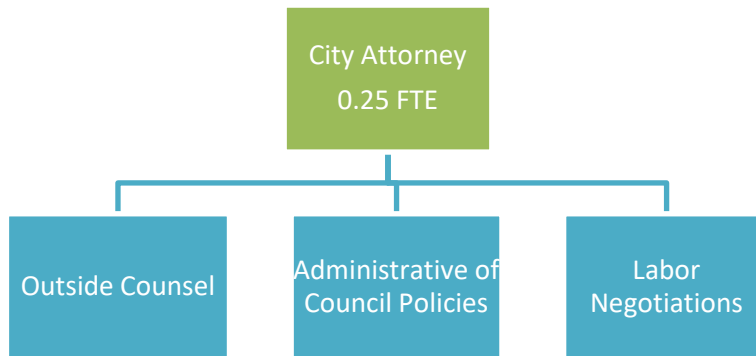 City Attorney
0.25 FTE
Outside Counsel
Administrative of
Council Policies
Labor
Negotiations